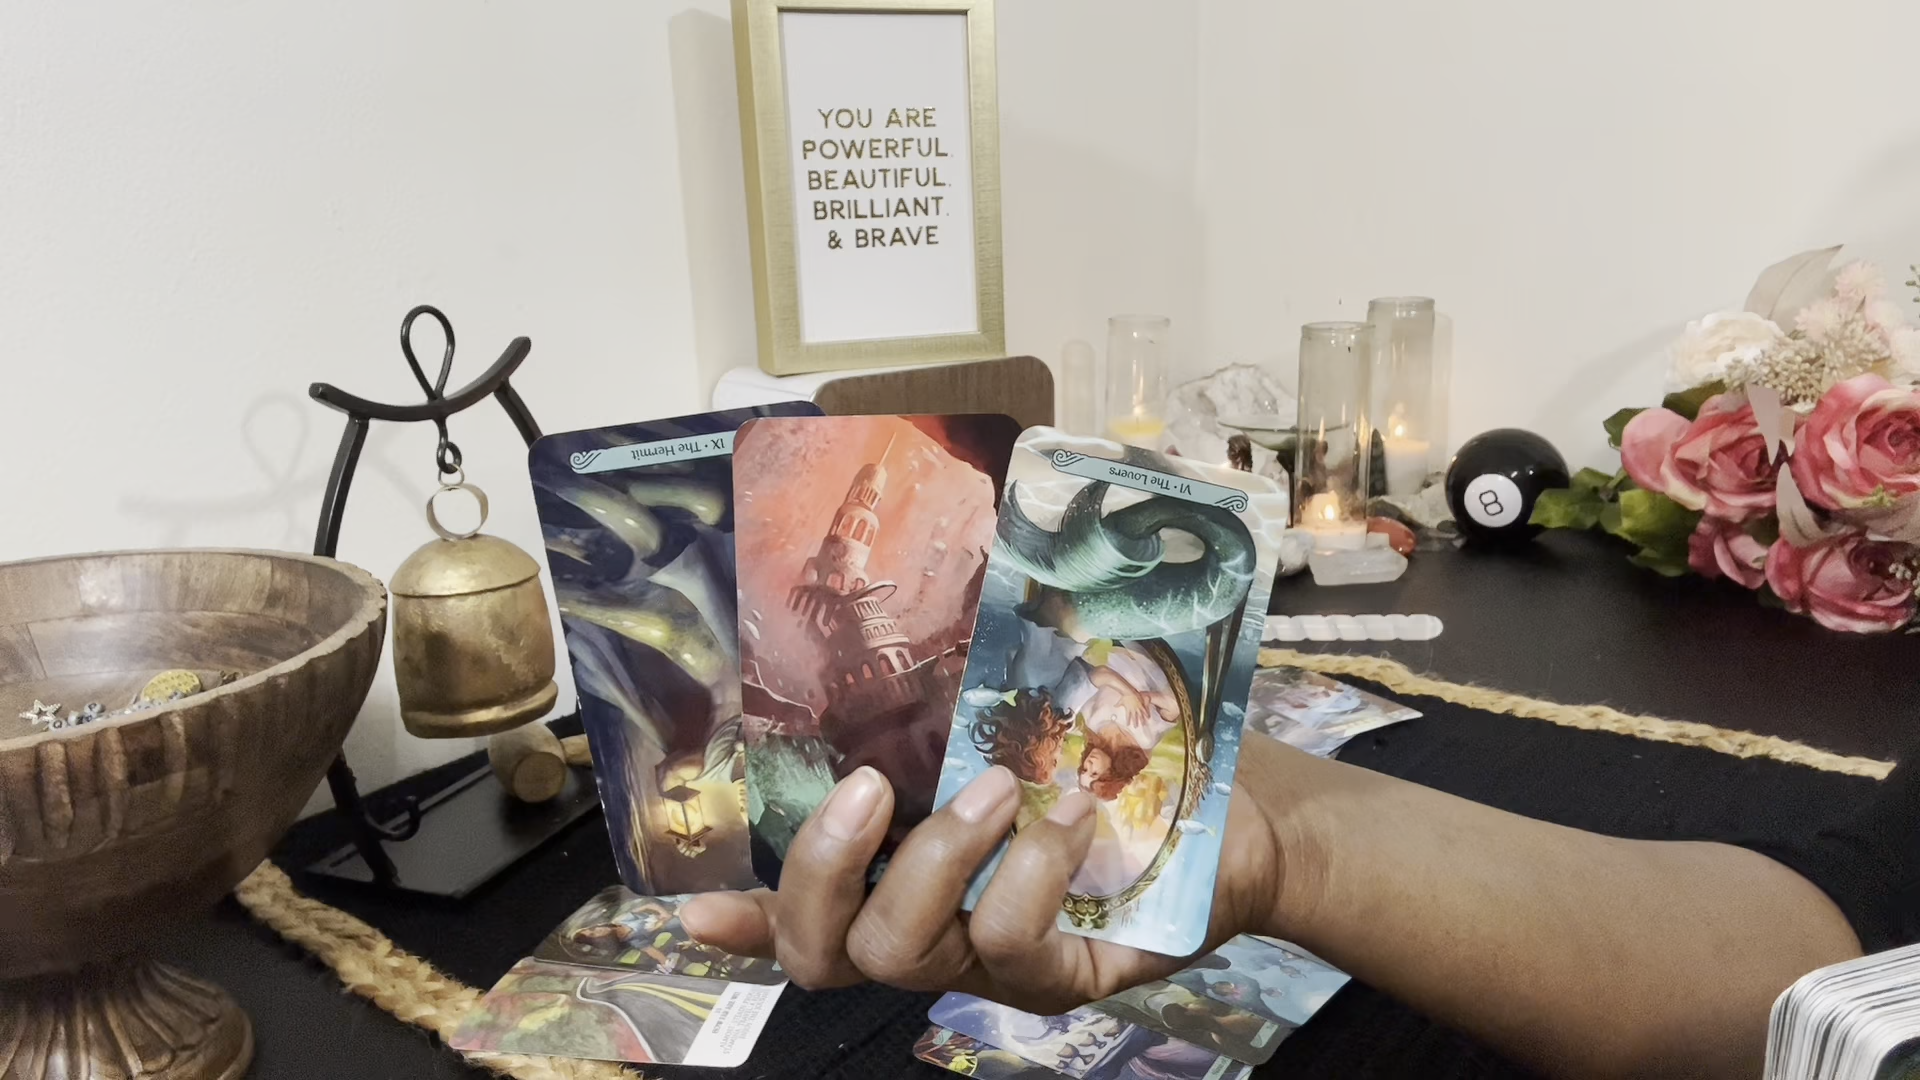 YOU ARE
POWERFUL.
BEAUTIFUL.
BRILLIANT.
& BRAVE
IX • The Hermit
VI • The Lovers
8